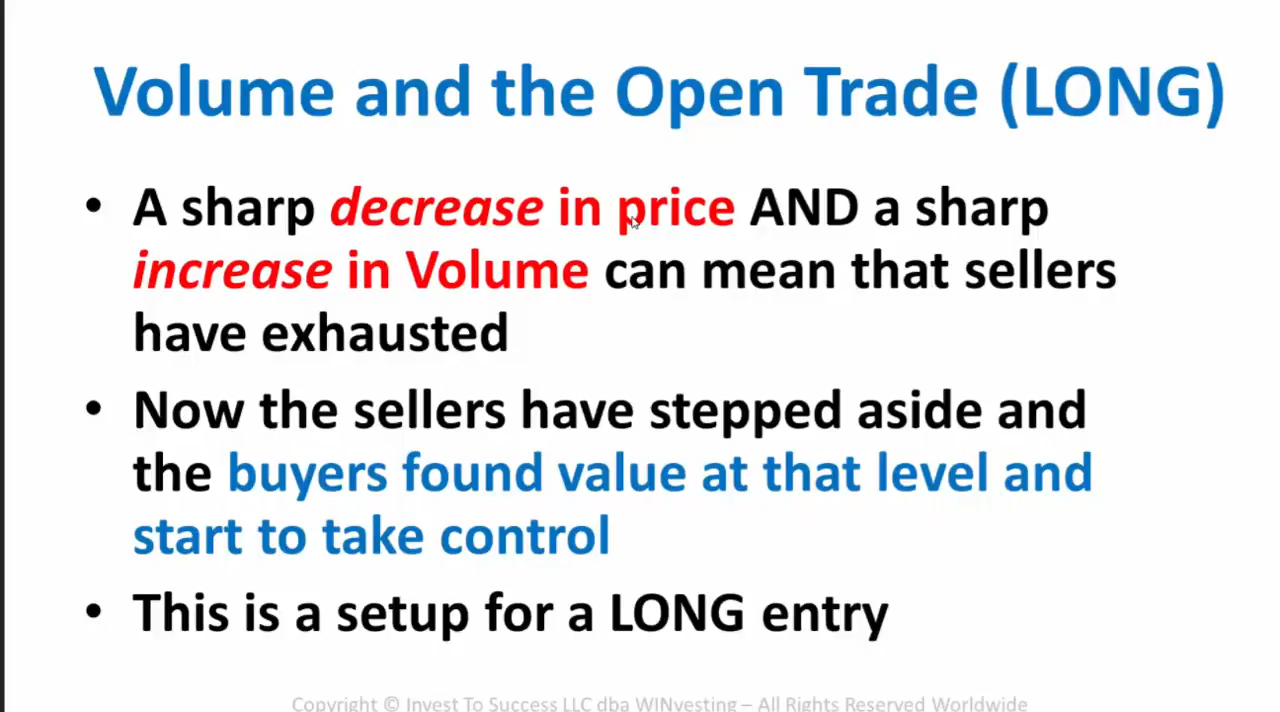 Volume and the Open Trade (LONG)
• A sharp decrease in price AND a sharp
increase in Volume can mean that sellers
have exhausted
• Now the sellers have stepped aside and
the buyers found value at that level and
start to take control
• This is a setup for a LONG entry
Copyright © Invest To Success LLC dba WINvesting – All Rights Reserved Worldwide